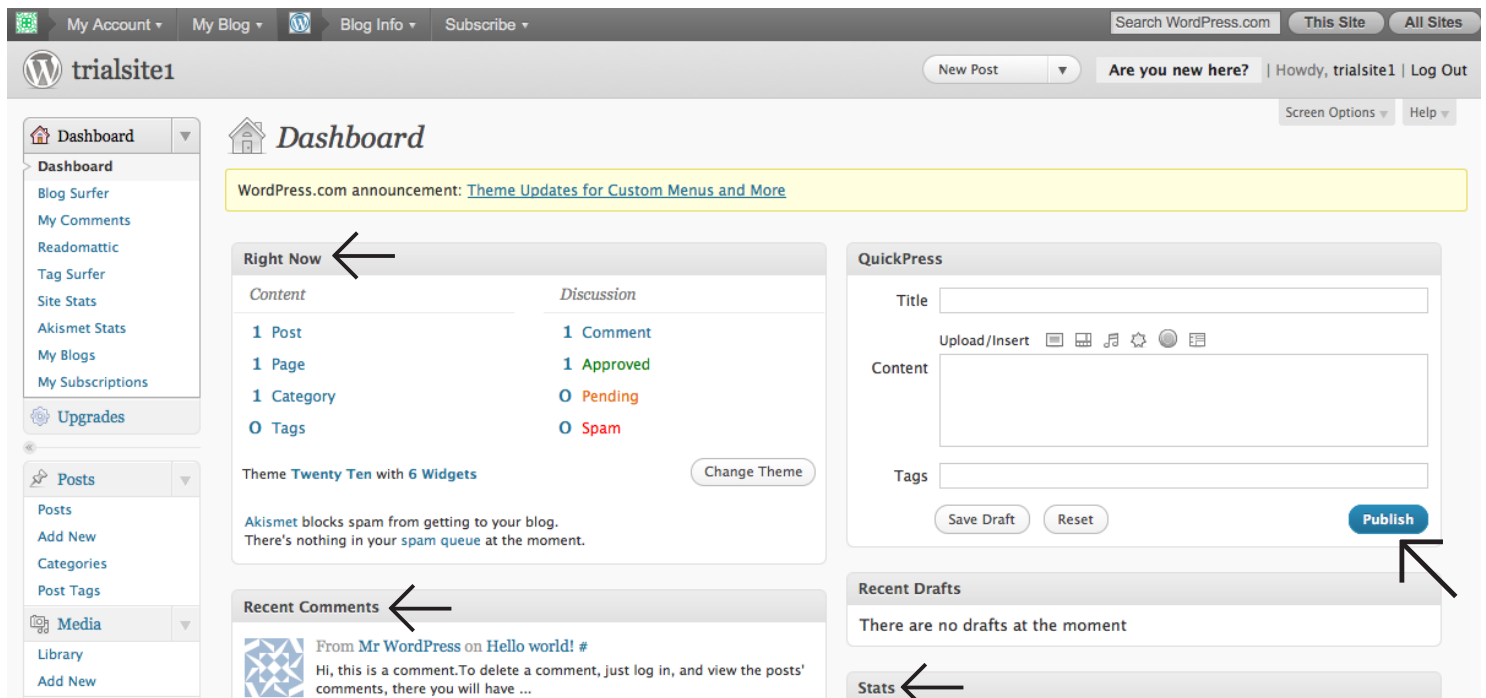 My Account ▾ My Blog ▾ Blog Info ▾ Subscribe ▾ Search WordPress.com This Site All Sites
trialsite1 New Post ▼ Are you new here? | Howdy, trialsite1 | Log Out
Screen Options Help
Dashboard
Dashboard
Blog Surfer
My Comments
Readomattic
Tag Surfer
Site Stats
Akismet Stats
My Blogs
My Subscriptions
Upgrades
Posts
Posts
Add New
Categories
Post Tags
Media
Library
Add New
Dashboard
WordPress.com announcement: Theme Updates for Custom Menus and More
Right Now
Content
1 Post
1 Page
1 Category
0 Tags
Discussion
1 Comment
1 Approved
0 Pending
0 Spam
Theme Twenty Ten with 6 Widgets Change Theme
Akismet blocks spam from getting to your blog.
There's nothing in your spam queue at the moment.
Recent Comments
From Mr WordPress on Hello world! #
Hi, this is a comment.To delete a comment, just log in, and view the posts'
comments, there you will have ...
QuickPress
Title
Upload/Insert
Content
Tags
Save Draft Reset Publish
Recent Drafts
There are no drafts at the moment
Stats